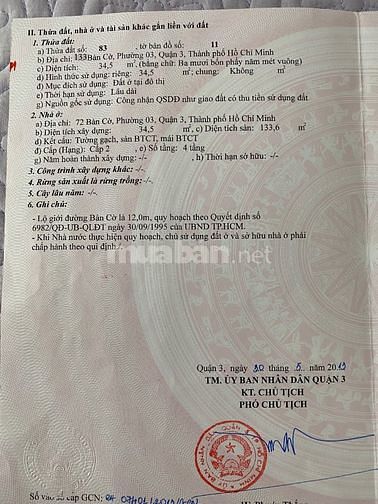 II. Thửa đất, nhà ở và tài sản khác gắn liền với đất
1. Thửa đất:
a) Thửa đất số: 83 tờ bản đồ số: 11
b) Địa chỉ: 133Bàn Cờ, Phường 03, Quận 3, Thành phố Hồ Chí Minh
c) Diện tích: 34,5 m², (bằng chữ: Ba mươi bốn phẩy năm mét vuông)
d) Hình thức sử dụng: riêng: 34,5 m²; chung: Không m²
đ) Mục đích sử dụng: Đất ở tại đô thị
e) Thời hạn sử dụng: Lâu dài
g) Nguồn gốc sử dụng: Công nhận QSDĐ như giao đất có thu tiền sử dụng đất
2. Nhà ở:
a) Địa chỉ: 72 Bàn Cờ, Phường 03, Quận 3, Thành phố Hồ Chí Minh
b) Diện tích xây dựng: 34,5 m² c) Diện tích sàn: 133,6 m²
d) Kết cấu: Tường gạch, sàn BTCT, mái BTCT
đ) Cấp (Hạng): Cấp 2 e) Số tầng: 4 tầng
g) Năm hoàn thành xây dựng: -/- h) Thời hạn sở hữu: -/-
3. Công trình xây dựng khác: -/-
4. Rừng sản xuất là rừng trồng: -/-
5. Cây lâu năm: -/-
6. Ghi chú:
- Lộ giới đường Bàn Cờ là 12,0m, quy hoạch theo Quyết định số
6982/QĐ-UB-QLĐT ngày 30/09/1995 của UBND TP.HCM.
- Khi Nhà nước thực hiện quy hoạch, chủ sử dụng đất ở và sở hữu nhà ở phải
chấp hành theo qui định./.
muaban.net
Quận 3, ngày 30 tháng 5 năm 2019
TM. ỦY BAN NHÂN DÂN QUẬN 3
KT. CHỦ TỊCH
PHÓ CHỦ TỊCH
Số vào sổ cấp GCN: